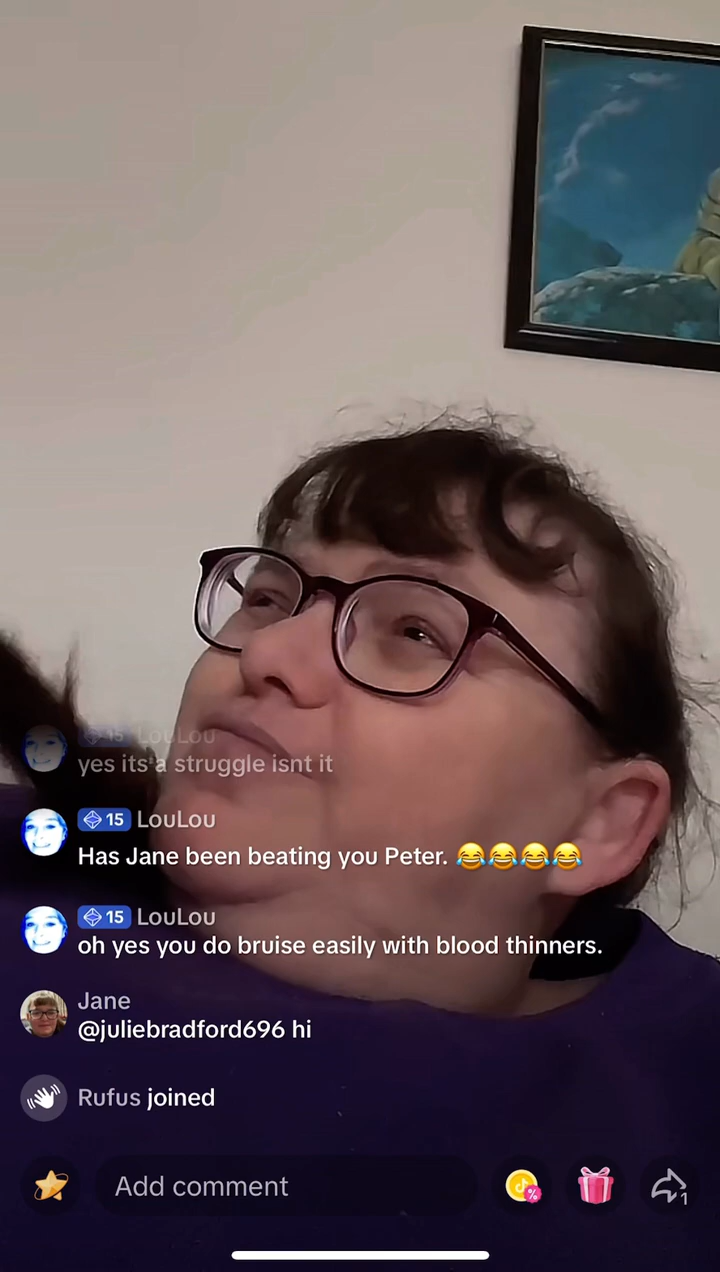 15 LouLou
yes its a struggle isnt it
15 LouLou
Has Jane been beating you Peter. 😂😂😂😂
15 LouLou
oh yes you do bruise easily with blood thinners.
Jane
@juliebradford696 hi
Rufus joined
Add comment
1